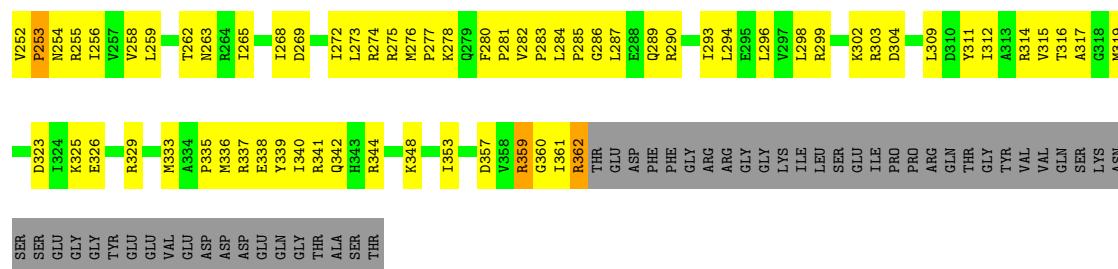 V252 P253 N254 R255 I256 V257 V258 L259 T262 N263 R264 I265 I268 D269 I272 L273 R274 R275 M276 P277 K278 Q279 F280 P281 V282 P283 L284 P285 G286 L287 E288 Q289 R290 I293 L294 E295 L296 V297 L298 R299 K302 R303 D304 L309 D310 Y311 I312 A313 R314 V315 T316 A317 G318 M319
D323 I324 K325 E326 R329 M333 A334 P335 M336 R337 E338 Y339 I340 R341 Q342 H343 R344 K348 I353 D357 V358 R359 G360 I361 R362 THR GLU ASP PHE PHE GLY ARG ARG GLY GLY LYS ILE LEU SER GLU ILE PRO PRO ARG GLN THR GLY TYR VAL VAL GLN SER LYS ASN
SER SER GLU GLY GLY TYR GLU GLU VAL GLU ASP ASP ASP GLU GLN GLY THR ALA SER THR